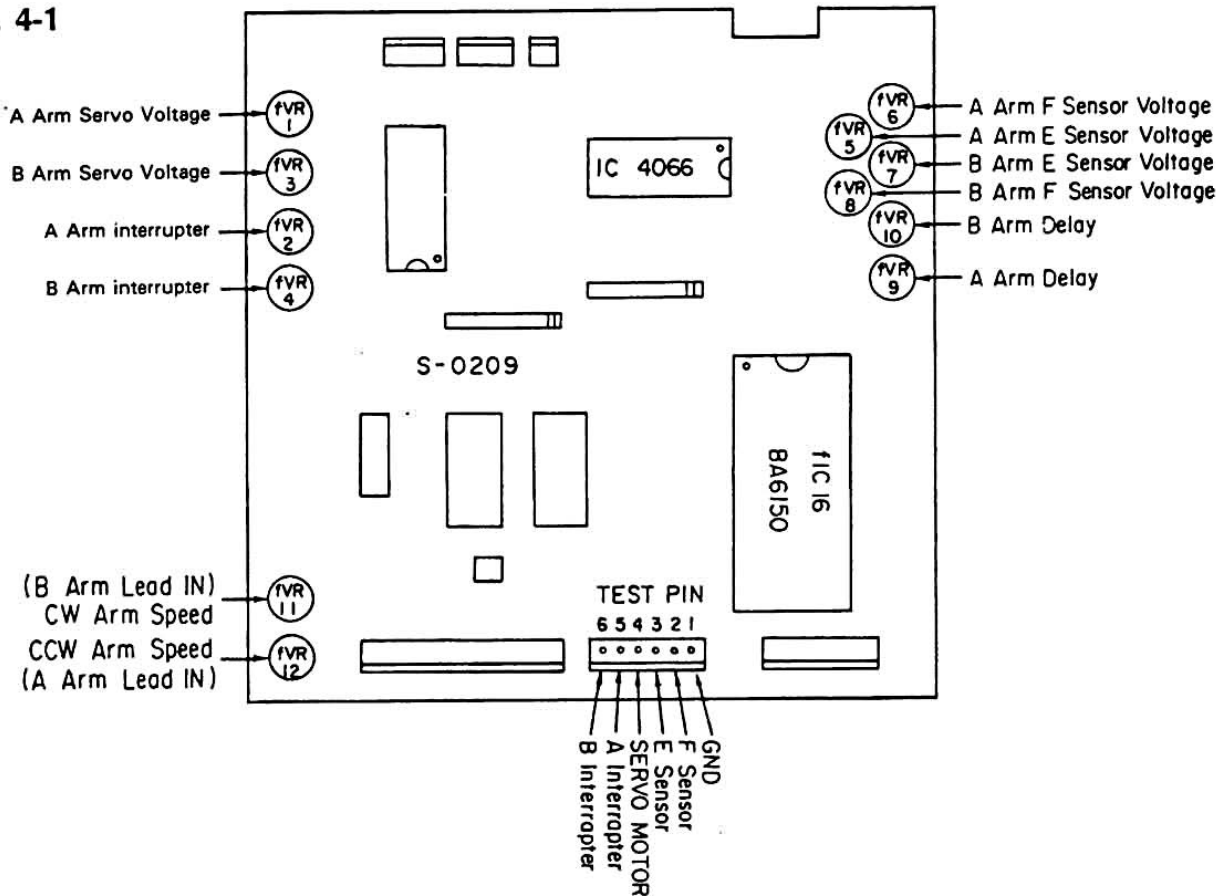 4-1
A Arm Servo Voltage
fVR
1
B Arm Servo Voltage
fVR
3
A Arm interrupter
fVR
2
B Arm interrupter
fVR
4
fVR
6
A Arm F Sensor Voltage
fVR
5
A Arm E Sensor Voltage
fVR
7
B Arm E Sensor Voltage
fVR
8
B Arm F Sensor Voltage
fVR
10
B Arm Delay
fVR
9
A Arm Delay
IC 4066
S-0209
fIC 16
BA6150
(B Arm Lead IN)
CW Arm Speed
fVR
11
CCW Arm Speed
(A Arm Lead IN)
fVR
12
TEST PIN
6 5 4 3 2 1
GND
F Sensor
E Sensor
SERVO MOTOR
A Interrapter
B Interrapter